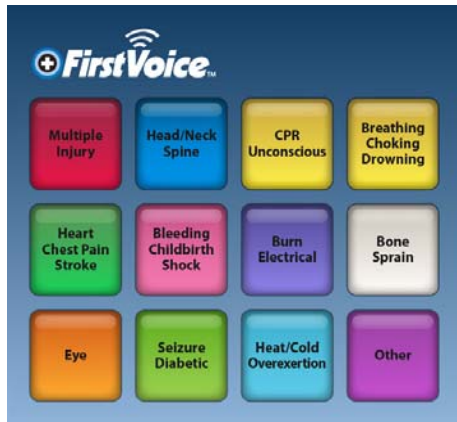 FirstVoice™
Multiple
Injury
Head/Neck
Spine
CPR
Unconscious
Breathing
Choking
Drowning
Heart
Chest Pain
Stroke
Bleeding
Childbirth
Shock
Burn
Electrical
Bone
Sprain
Eye
Seizure
Diabetic
Heat/Cold
Overexertion
Other